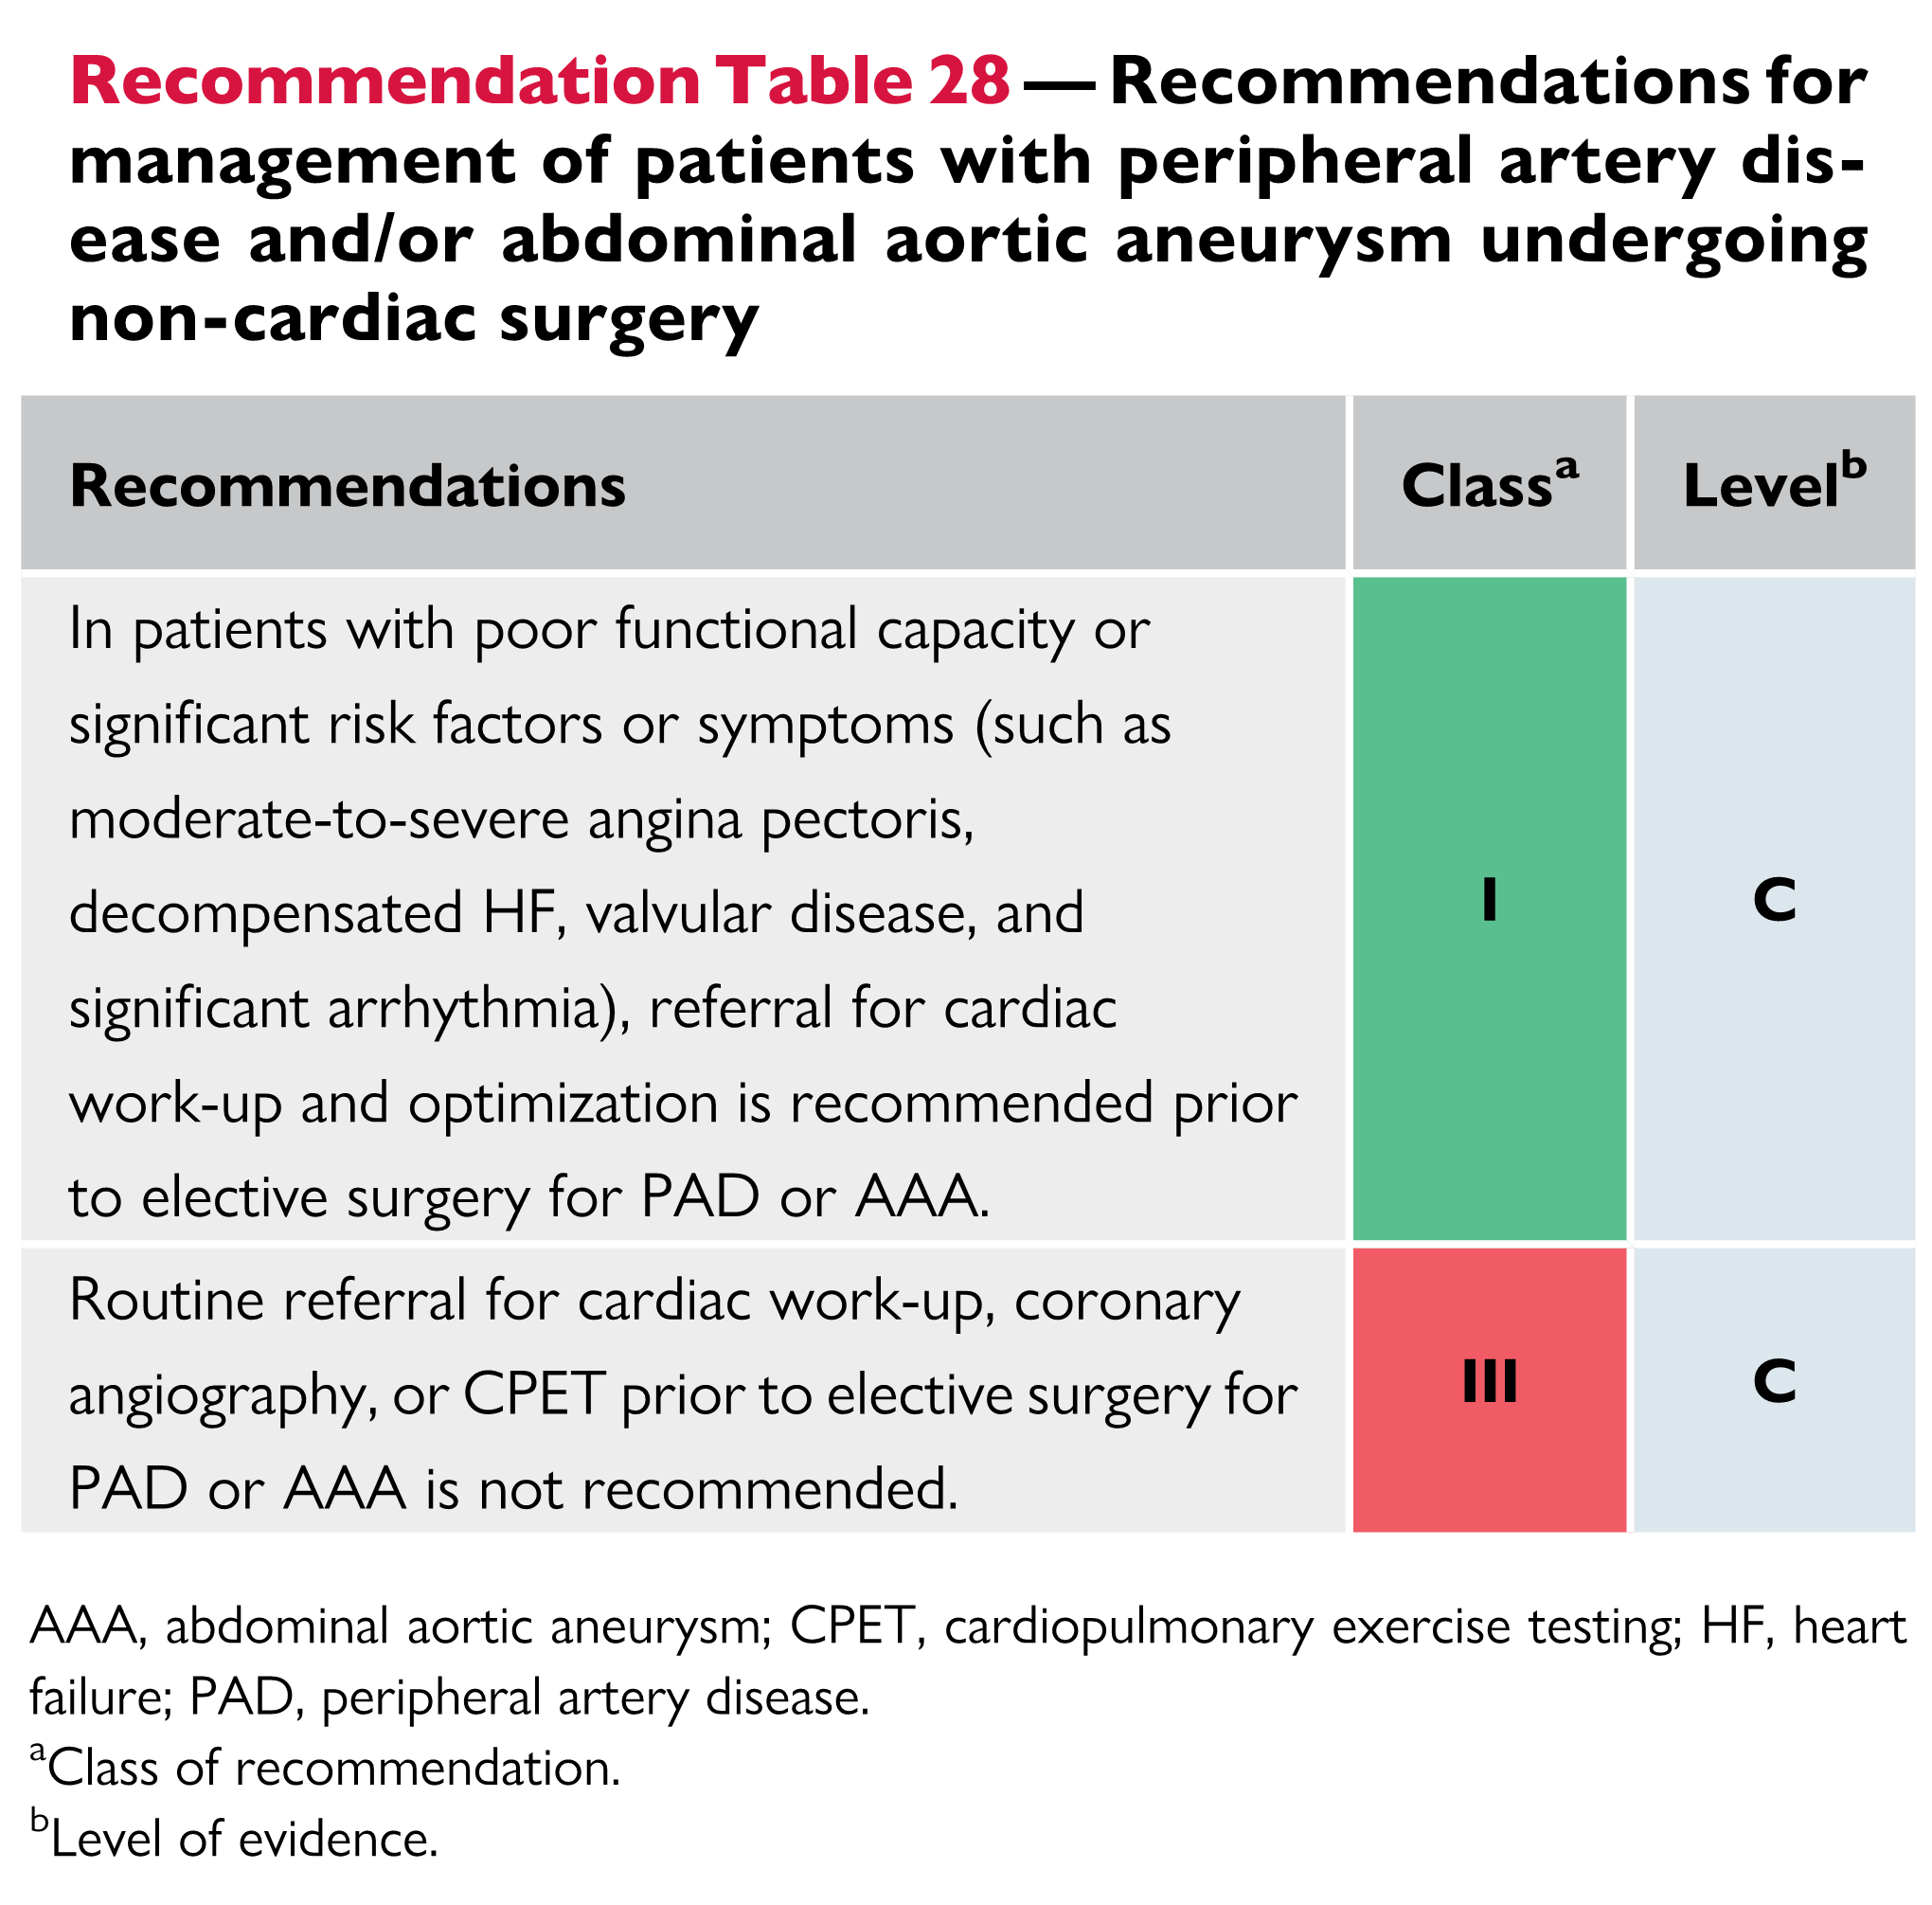 Recommendation Table 28 — Recommendations for
management of patients with peripheral artery dis-
ease and/or abdominal aortic aneurysm undergoing
non-cardiac surgery
Recommendations Classᵃ Levelᵇ
In patients with poor functional capacity or
significant risk factors or symptoms (such as
moderate-to-severe angina pectoris,
decompensated HF, valvular disease, and
significant arrhythmia), referral for cardiac
work-up and optimization is recommended prior
to elective surgery for PAD or AAA.
I C
Routine referral for cardiac work-up, coronary
angiography, or CPET prior to elective surgery for
PAD or AAA is not recommended.
III C
AAA, abdominal aortic aneurysm; CPET, cardiopulmonary exercise testing; HF, heart
failure; PAD, peripheral artery disease.
ᵃClass of recommendation.
ᵇLevel of evidence.